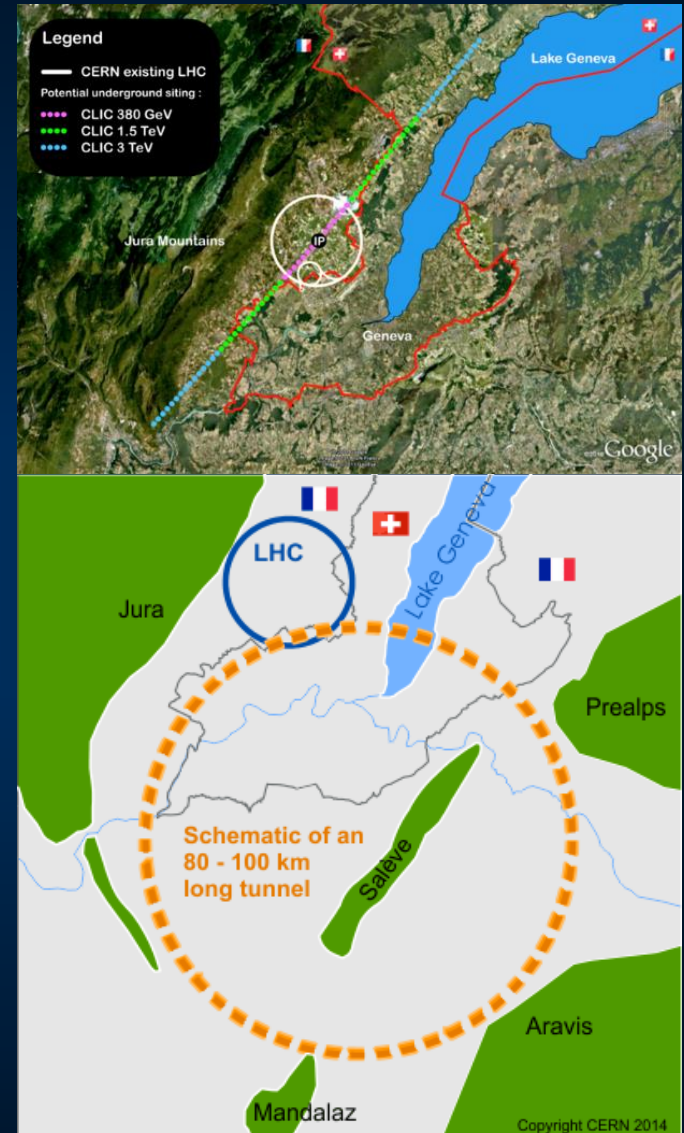 Legend
CERN existing LHC
Potential underground siting :
CLIC 380 GeV
CLIC 1.5 TeV
CLIC 3 TeV
Lake Geneva
Jura Mountains
IP
Geneva
Google
LHC
Lake Geneva
Jura
Prealps
Schematic of an
80 - 100 km
long tunnel
Salève
Aravis
Mandalaz
Copyright CERN 2014